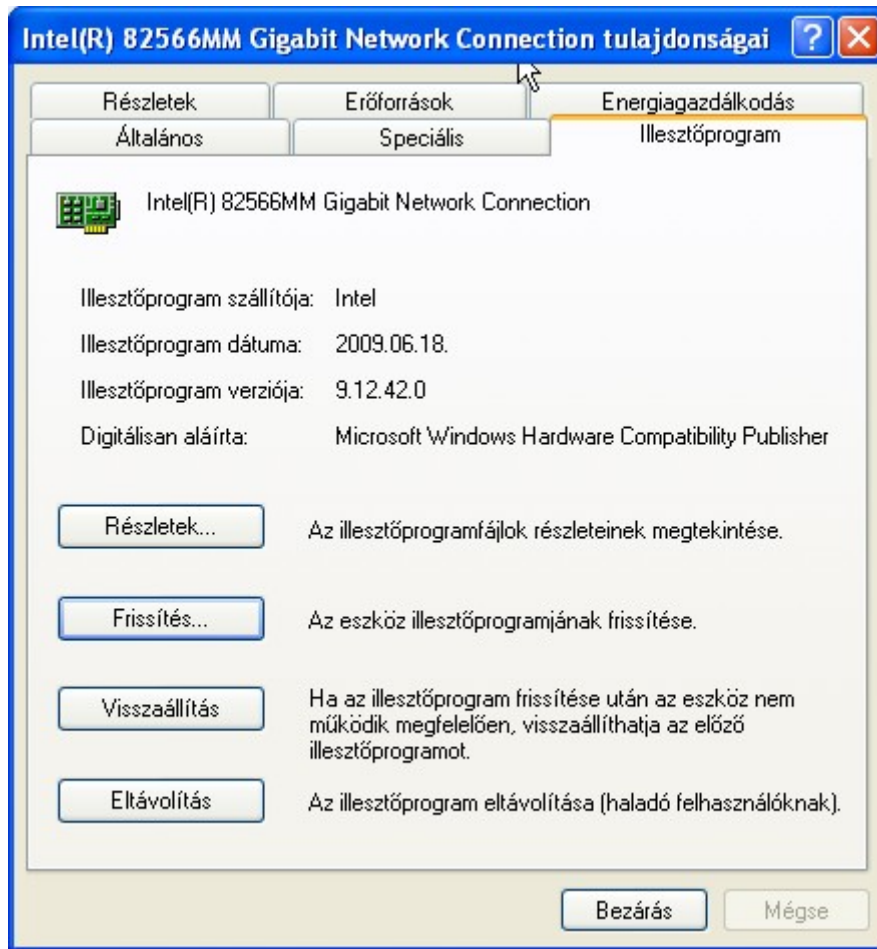 Intel(R) 82566MM Gigabit Network Connection tulajdonságai
Részletek
Erőforrások
Energiagazdálkodás
Általános
Speciális
Illesztőprogram
Intel(R) 82566MM Gigabit Network Connection
Illesztőprogram szállítója: Intel
Illesztőprogram dátuma: 2009.06.18.
Illesztőprogram verziója: 9.12.42.0
Digitálisan aláírta: Microsoft Windows Hardware Compatibility Publisher
Részletek...
Az illesztőprogramfájlok részleteinek megtekintése.
Frissítés...
Az eszköz illesztőprogramjának frissítése.
Visszaállítás
Ha az illesztőprogram frissítése után az eszköz nem
működik megfelelően, visszaállíthatja az előző
illesztőprogramot.
Eltávolítás
Az illesztőprogram eltávolítása (haladó felhasználóknak).
Bezárás
Mégse